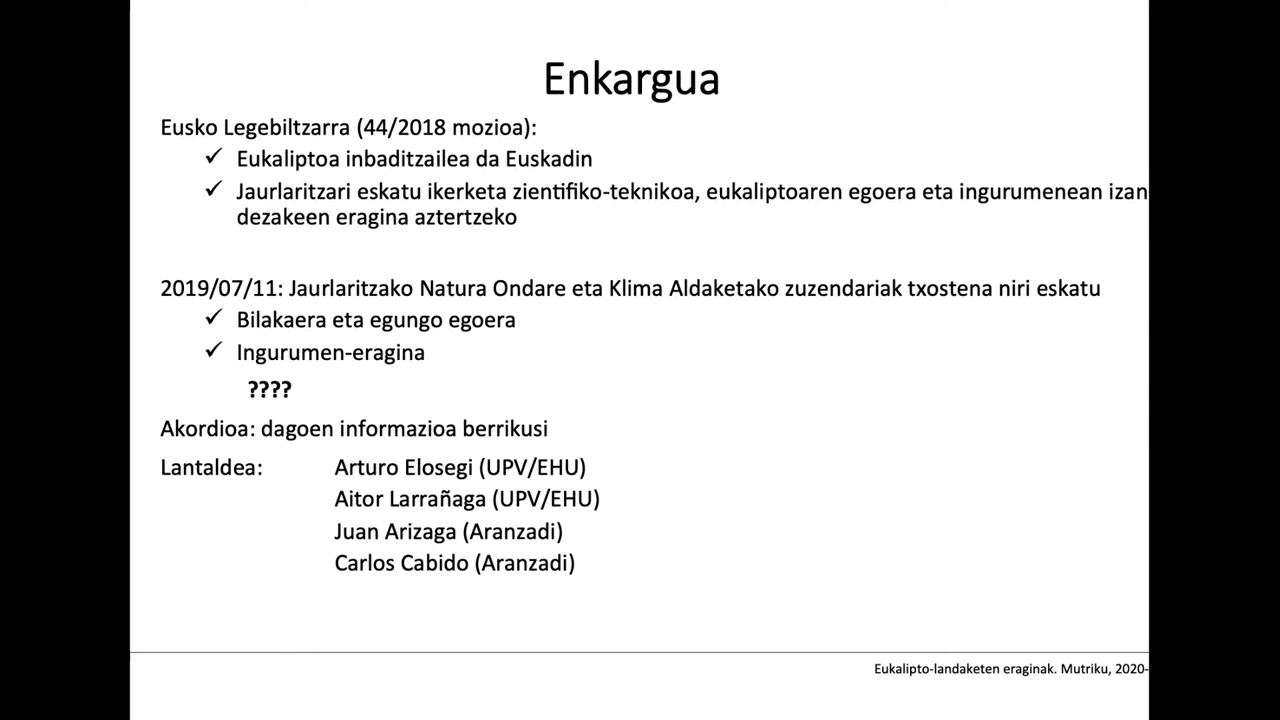 Enkargua
Eusko Legebiltzarra (44/2018 mozioa):
✓ Eukaliptoa inbaditzailea da Euskadin
✓ Jaurlaritzari eskatu ikerketa zientifiko-teknikoa, eukaliptoaren egoera eta ingurumenean izan
dezakeen eragina aztertzeko
2019/07/11: Jaurlaritzako Natura Ondare eta Klima Aldaketako zuzendariak txostena niri eskatu
✓ Bilakaera eta egungo egoera
✓ Ingurumen-eragina
????
Akordioa: dagoen informazioa berrikusi
Lantaldea: Arturo Elosegi (UPV/EHU)
Aitor Larrañaga (UPV/EHU)
Juan Arizaga (Aranzadi)
Carlos Cabido (Aranzadi)
Eukalipto-landaketen eraginak. Mutriku, 2020-